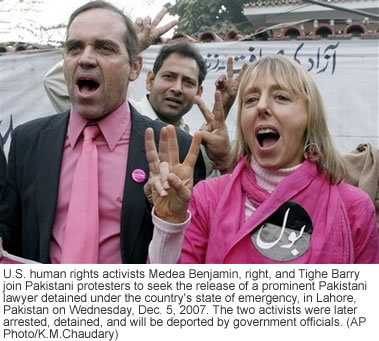 آزاد
بول
U.S. human rights activists Medea Benjamin, right, and Tighe Barry
join Pakistani protesters to seek the release of a prominent Pakistani
lawyer detained under the country's state of emergency, in Lahore,
Pakistan on Wednesday, Dec. 5, 2007. The two activists were later
arrested, detained, and will be deported by government officials. (AP
Photo/K.M.Chaudary)